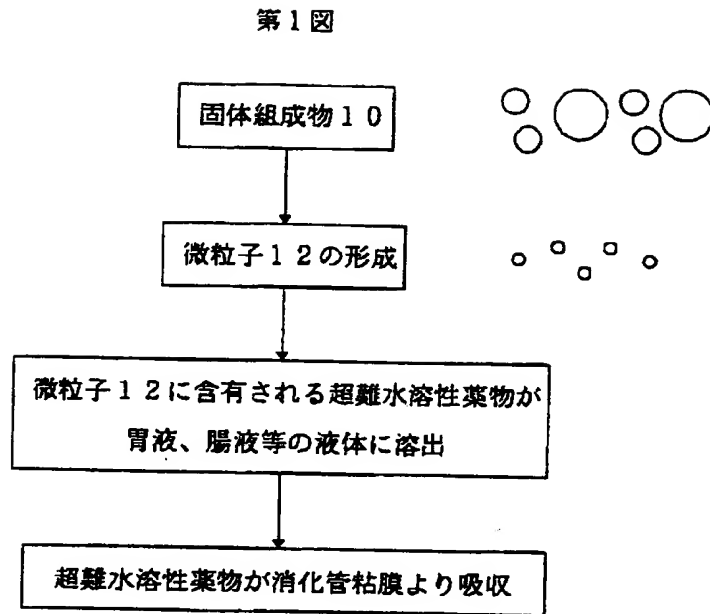 第1図
固体組成物10
微粒子12の形成
微粒子12に含有される超難水溶性薬物が
胃液、腸液等の液体に溶出
超難水溶性薬物が消化管粘膜より吸収